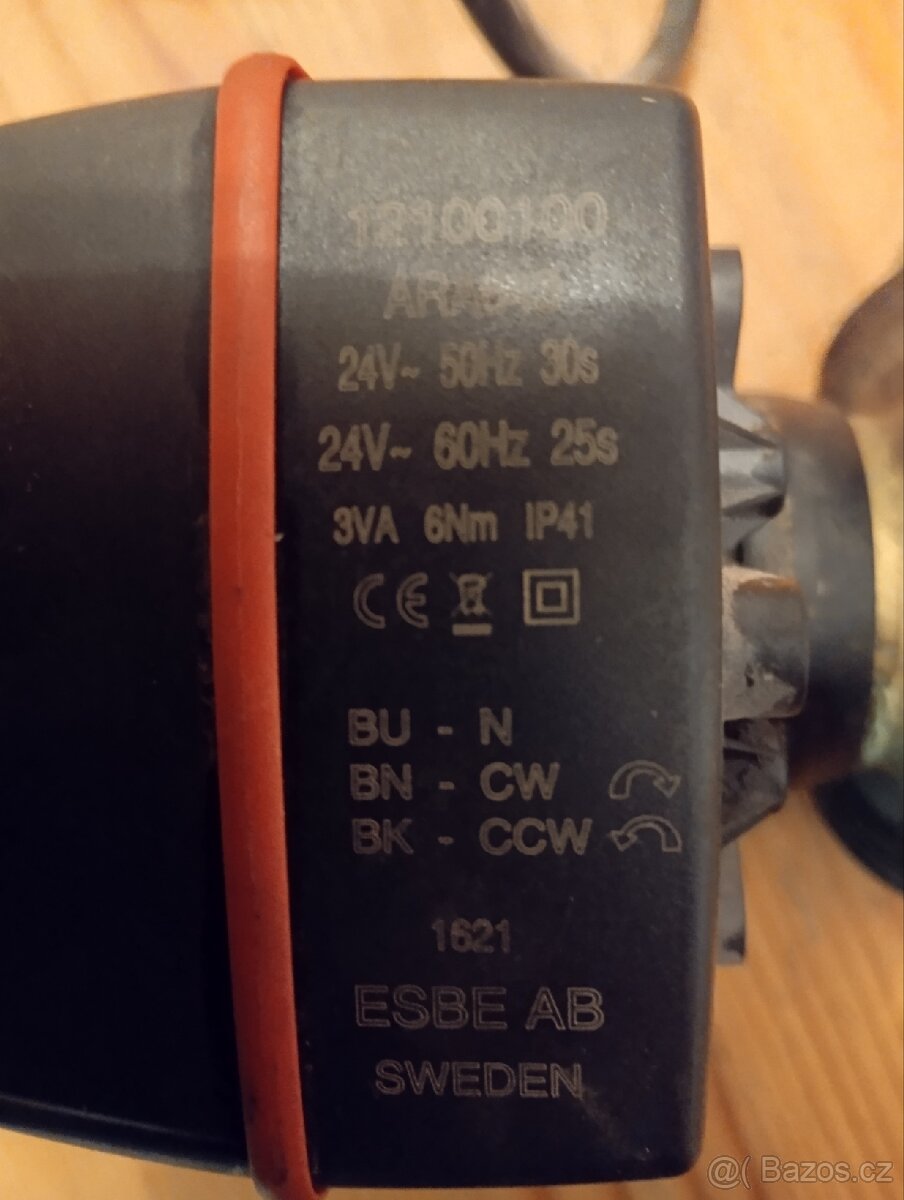 12100100
24V~ 50Hz 30s
24V~ 60Hz 25s
3VA 6Nm IP41
CE
BU - N
BN - CW
BK - CCW
1621
ESBE AB
SWEDEN
@( Bazos.cz